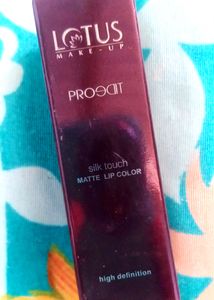 LOTUS
MAKE-UP
PROEDIT
silk touch
MATTE LIP COLOR
high definition